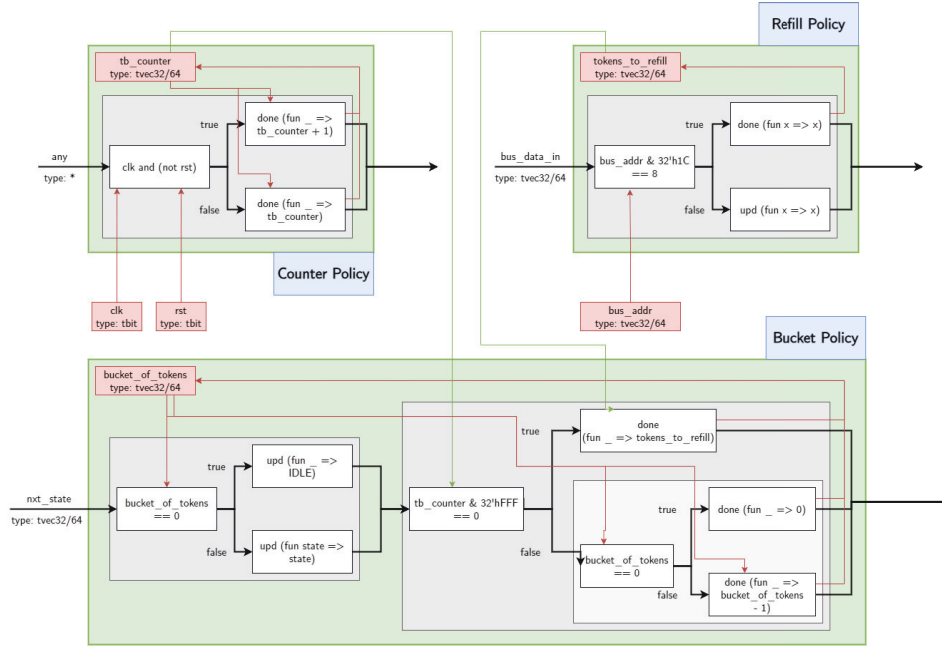 Refill Policy
tb_counter
type: tvec32/64
done (fun _ =>
tb_counter + 1)
true
any
type: *
clk and (not rst)
false
done (fun _ =>
tb_counter)
Counter Policy
clk
type: tbit
rst
type: tbit
tokens_to_refill
type: tvec32/64
done (fun x => x)
true
bus_data_in
type: tvec32/64
bus_addr & 32'h1C
== 8
false
upd (fun x => x)
bus_addr
type: tvec32/64
Bucket Policy
bucket_of_tokens
type: tvec32/64
upd (fun _ =>
IDLE)
true
nxt_state
type: tvec32/64
bucket_of_tokens
== 0
false
upd (fun state =>
state)
tb_counter & 32'hFFF
== 0
true
done
(fun _ => tokens_to_refill)
false
bucket_of_tokens
== 0
true
done (fun _ => 0)
false
done (fun _ =>
bucket_of_tokens
- 1)